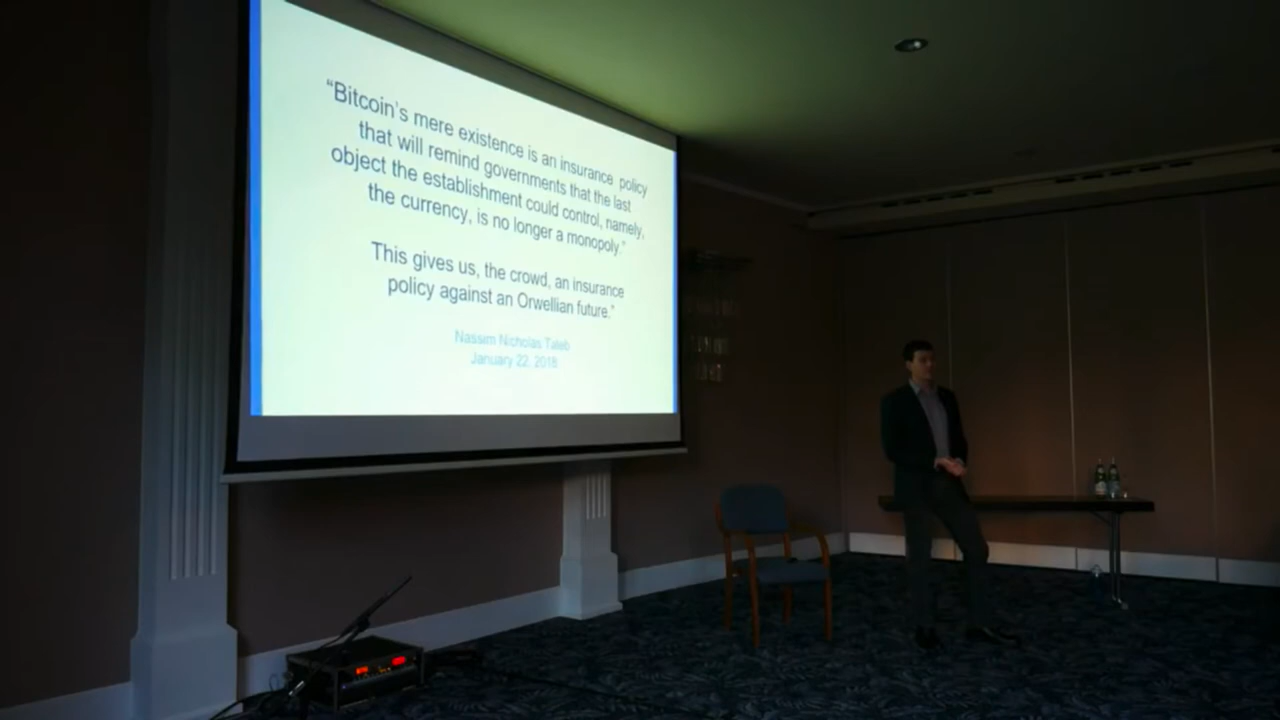 “Bitcoin's mere existence is an insurance policy
that will remind governments that the last
object the establishment could control, namely,
the currency, is no longer a monopoly.”
This gives us, the crowd, an insurance
policy against an Orwellian future.”
Nassim Nicholas Taleb
January 22, 2018